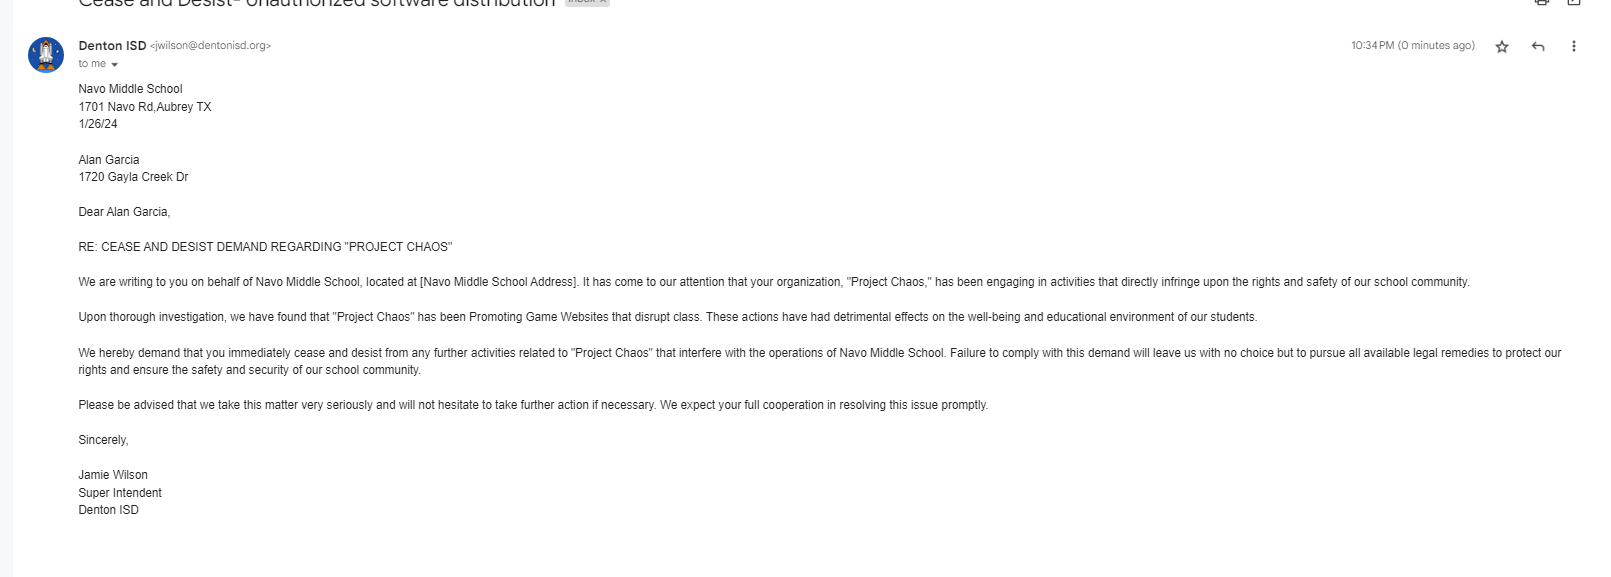 Cease and Desist- Unauthorized software distribution Inbox x
Denton ISD <jwilson@dentonisd.org>
10:34 PM (0 minutes ago)
to me
Navo Middle School
1701 Navo Rd,Aubrey TX
1/26/24
Alan Garcia
1720 Gayla Creek Dr
Dear Alan Garcia,
RE: CEASE AND DESIST DEMAND REGARDING "PROJECT CHAOS"
We are writing to you on behalf of Navo Middle School, located at [Navo Middle School Address]. It has come to our attention that your organization, "Project Chaos," has been engaging in activities that directly infringe upon the rights and safety of our school community.
Upon thorough investigation, we have found that "Project Chaos" has been Promoting Game Websites that disrupt class. These actions have had detrimental effects on the well-being and educational environment of our students.
We hereby demand that you immediately cease and desist from any further activities related to "Project Chaos" that interfere with the operations of Navo Middle School. Failure to comply with this demand will leave us with no choice but to pursue all available legal remedies to protect our
rights and ensure the safety and security of our school community.
Please be advised that we take this matter very seriously and will not hesitate to take further action if necessary. We expect your full cooperation in resolving this issue promptly.
Sincerely,
Jamie Wilson
Super Intendent
Denton ISD